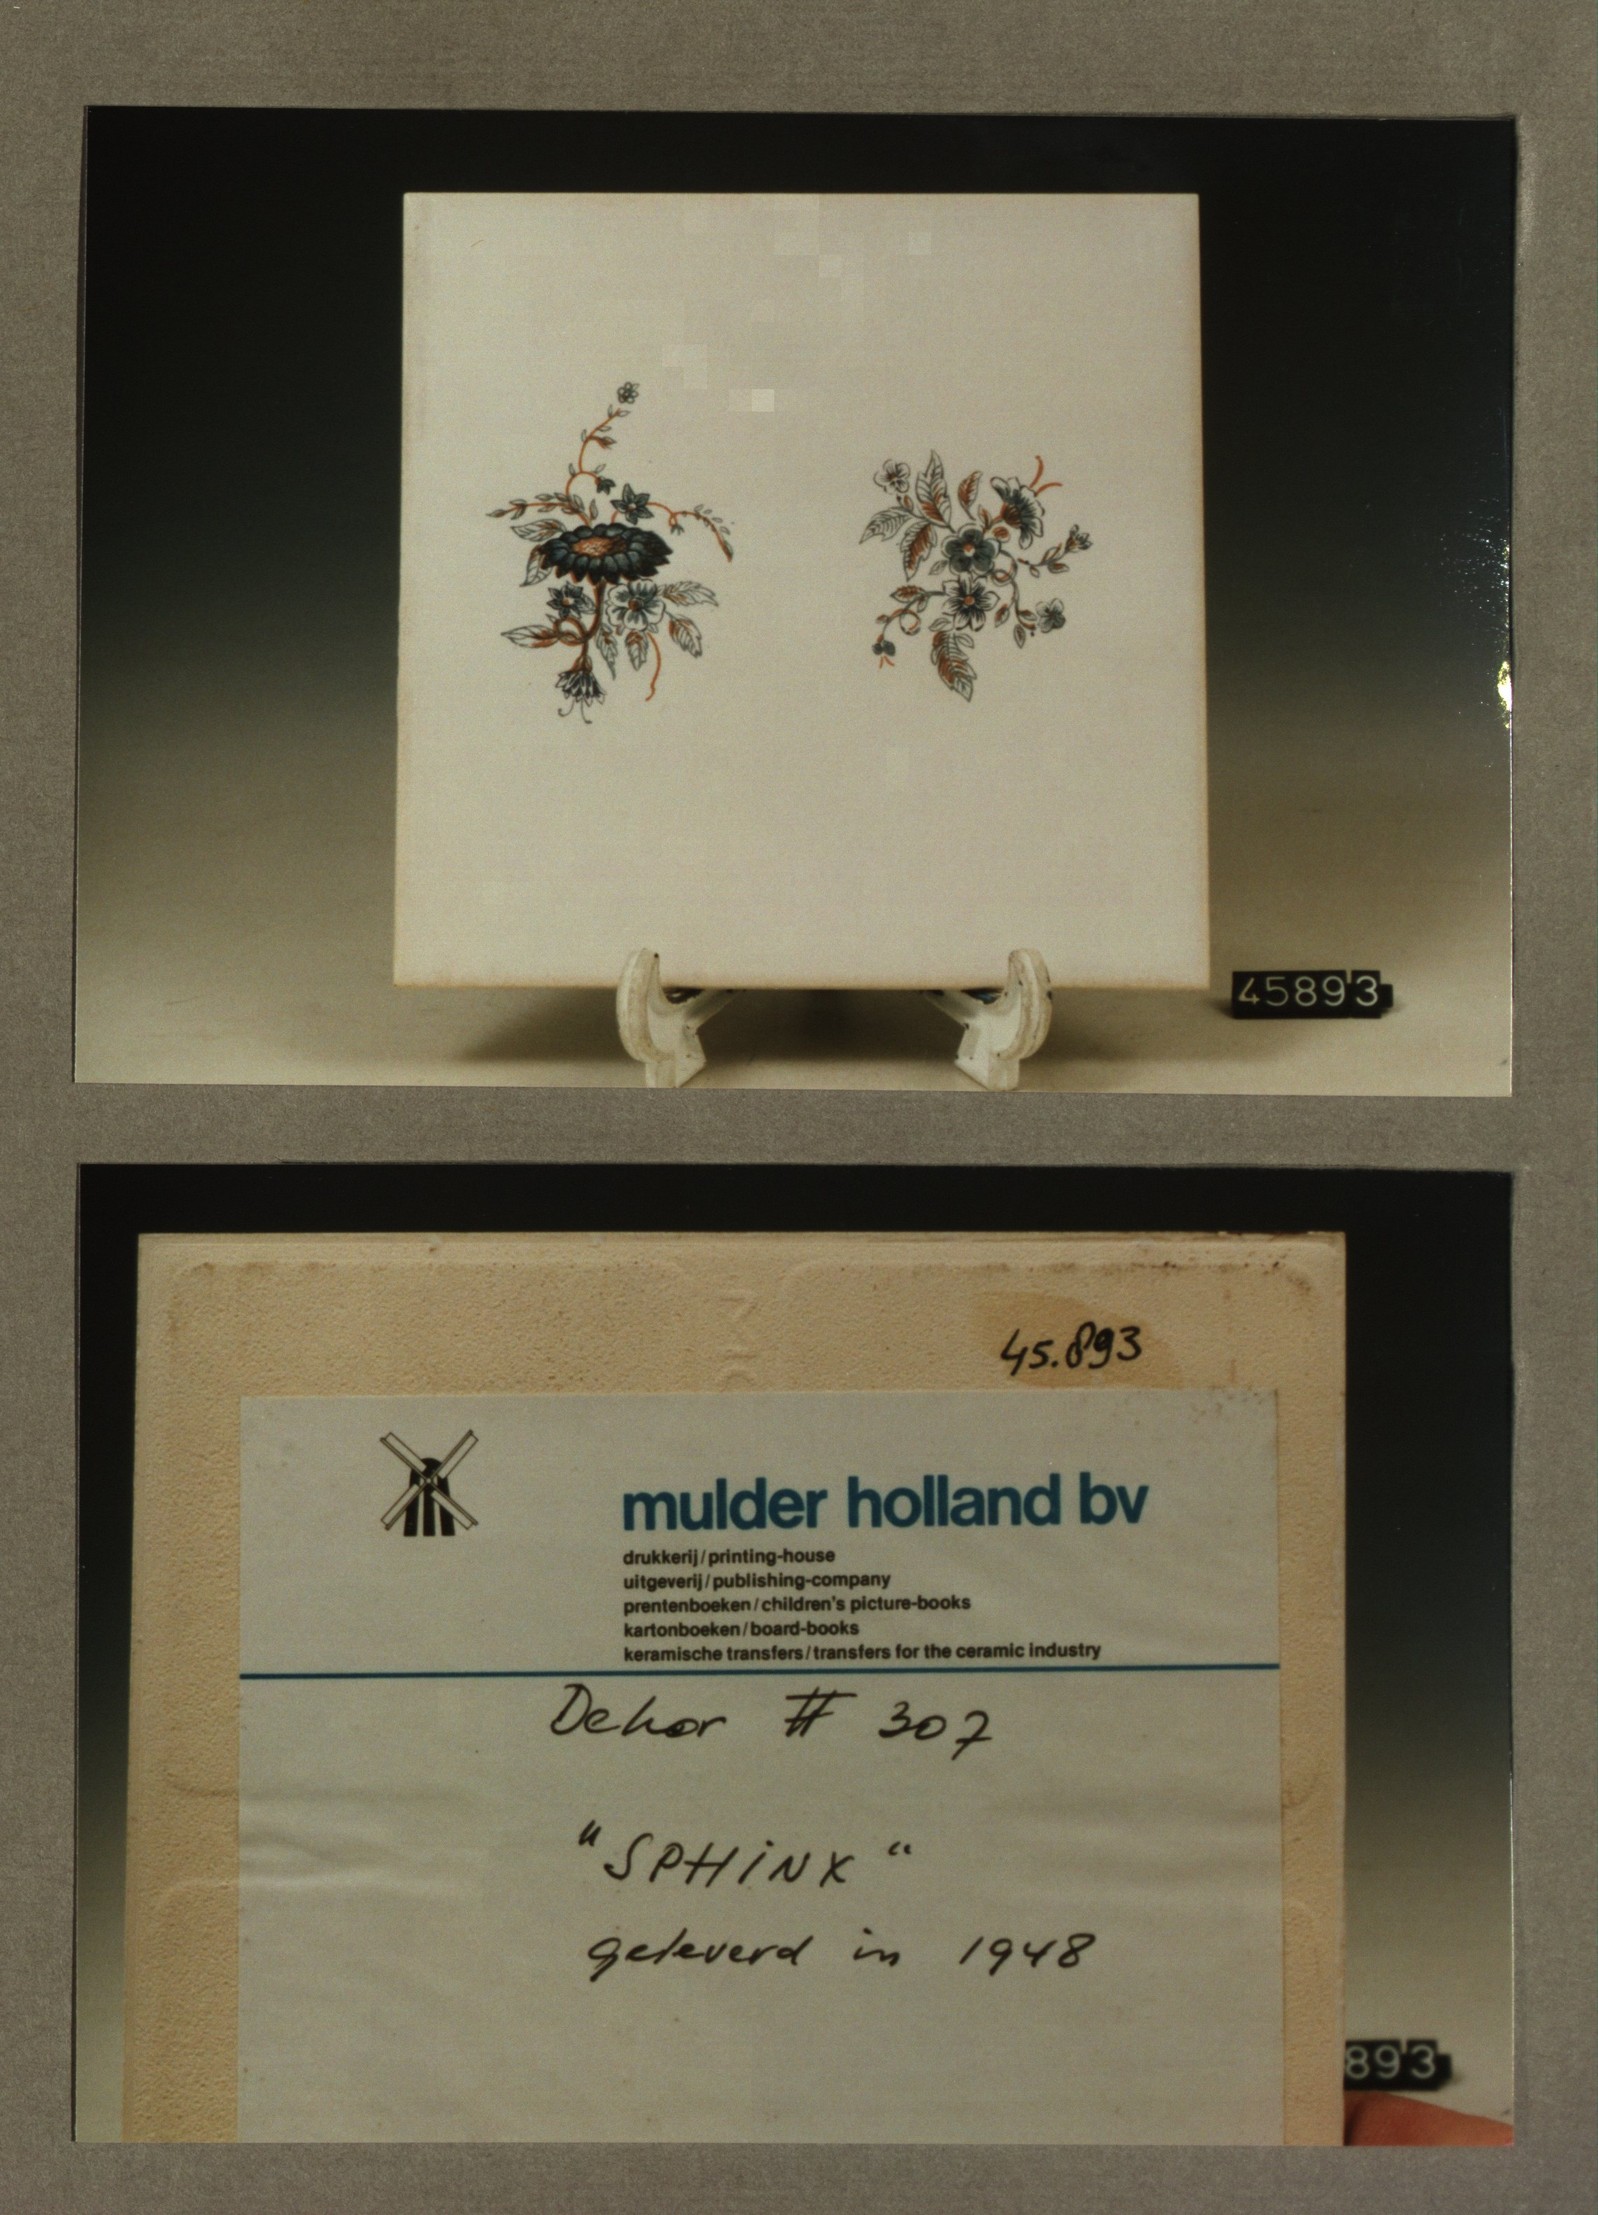 45893
45.893
mulder holland bv
drukkerij/printing-house
uitgeverij/publishing-company
prentenboeken/children's picture-books
kartonboeken/board-books
keramische transfers/transfers for the ceramic industry
Dekor # 307
"SPHiNX"
geleverd in 1948
893